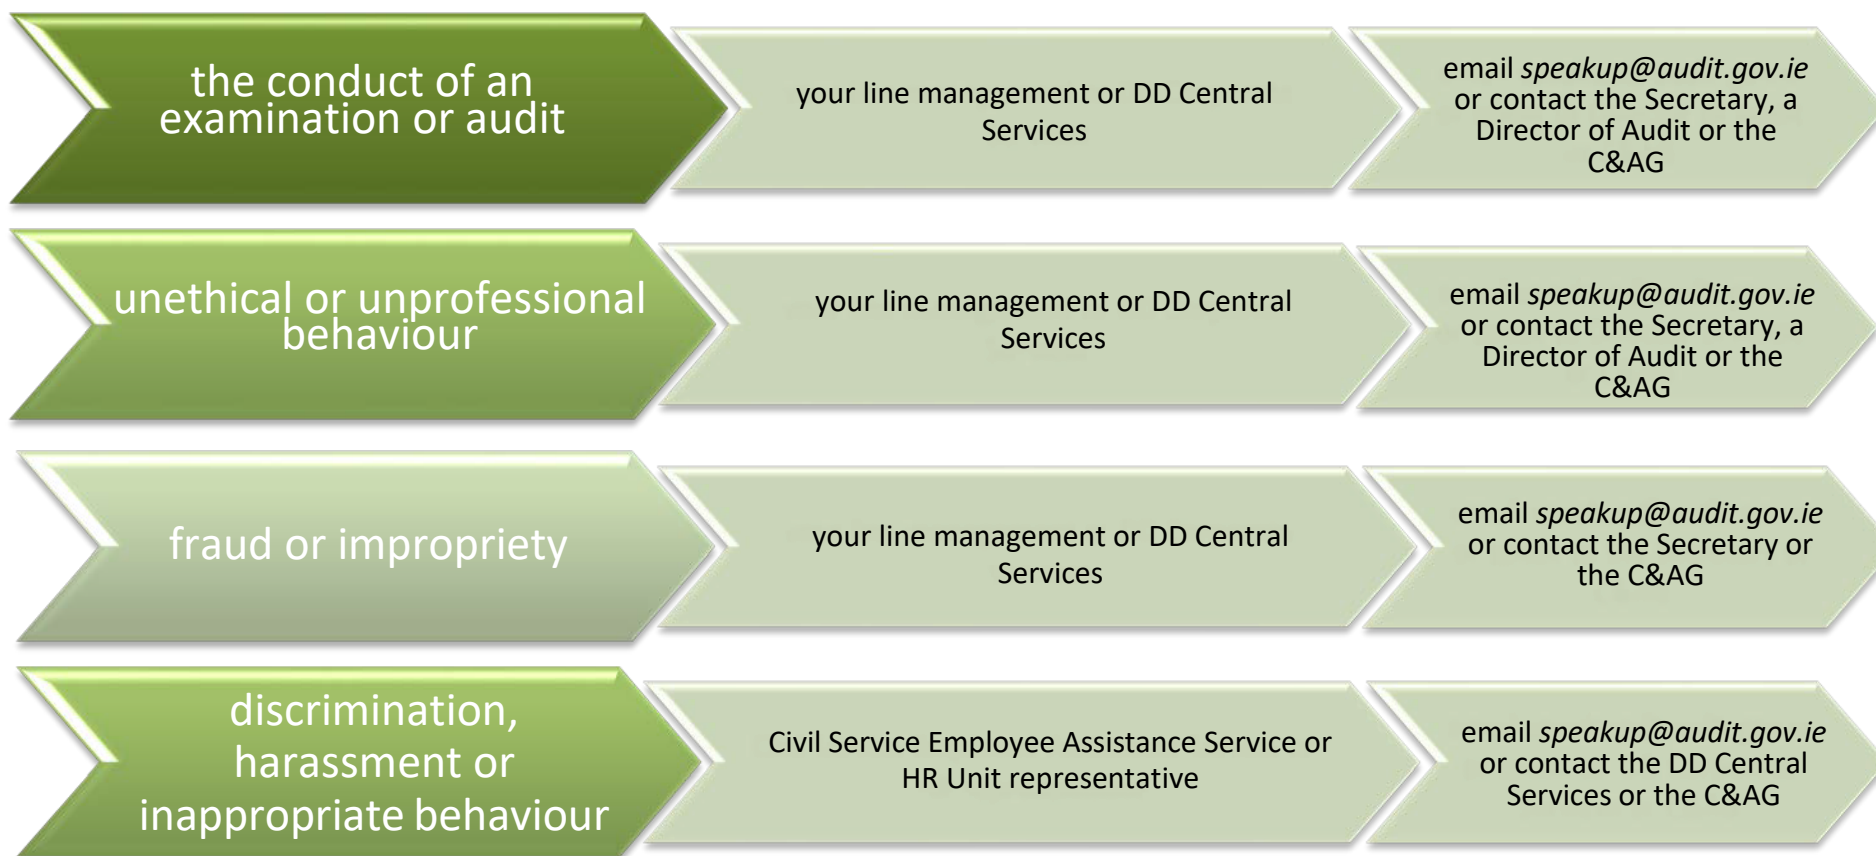 the conduct of an
examination or audit
your line management or DD Central
Services
email speakup@audit.gov.ie
or contact the Secretary, a
Director of Audit or the
C&AG
unethical or unprofessional
behaviour
your line management or DD Central
Services
email speakup@audit.gov.ie
or contact the Secretary, a
Director of Audit or the
C&AG
fraud or impropriety
your line management or DD Central
Services
email speakup@audit.gov.ie
or contact the Secretary or
the C&AG
discrimination,
harassment or
inappropriate behaviour
Civil Service Employee Assistance Service or
HR Unit representative
email speakup@audit.gov.ie
or contact the DD Central
Services or the C&AG